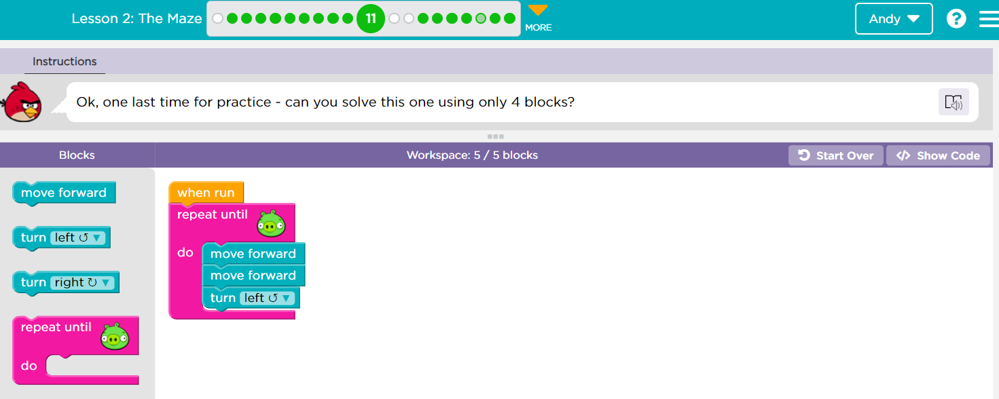 Lesson 2: The Maze
11
MORE
Andy
?
Instructions
Ok, one last time for practice - can you solve this one using only 4 blocks?
Blocks
Workspace: 5 / 5 blocks
Start Over
</> Show Code
move forward
turn left ↺ ▼
turn right ↻ ▼
repeat until
do
when run
repeat until
do
move forward
move forward
turn left ↺ ▼